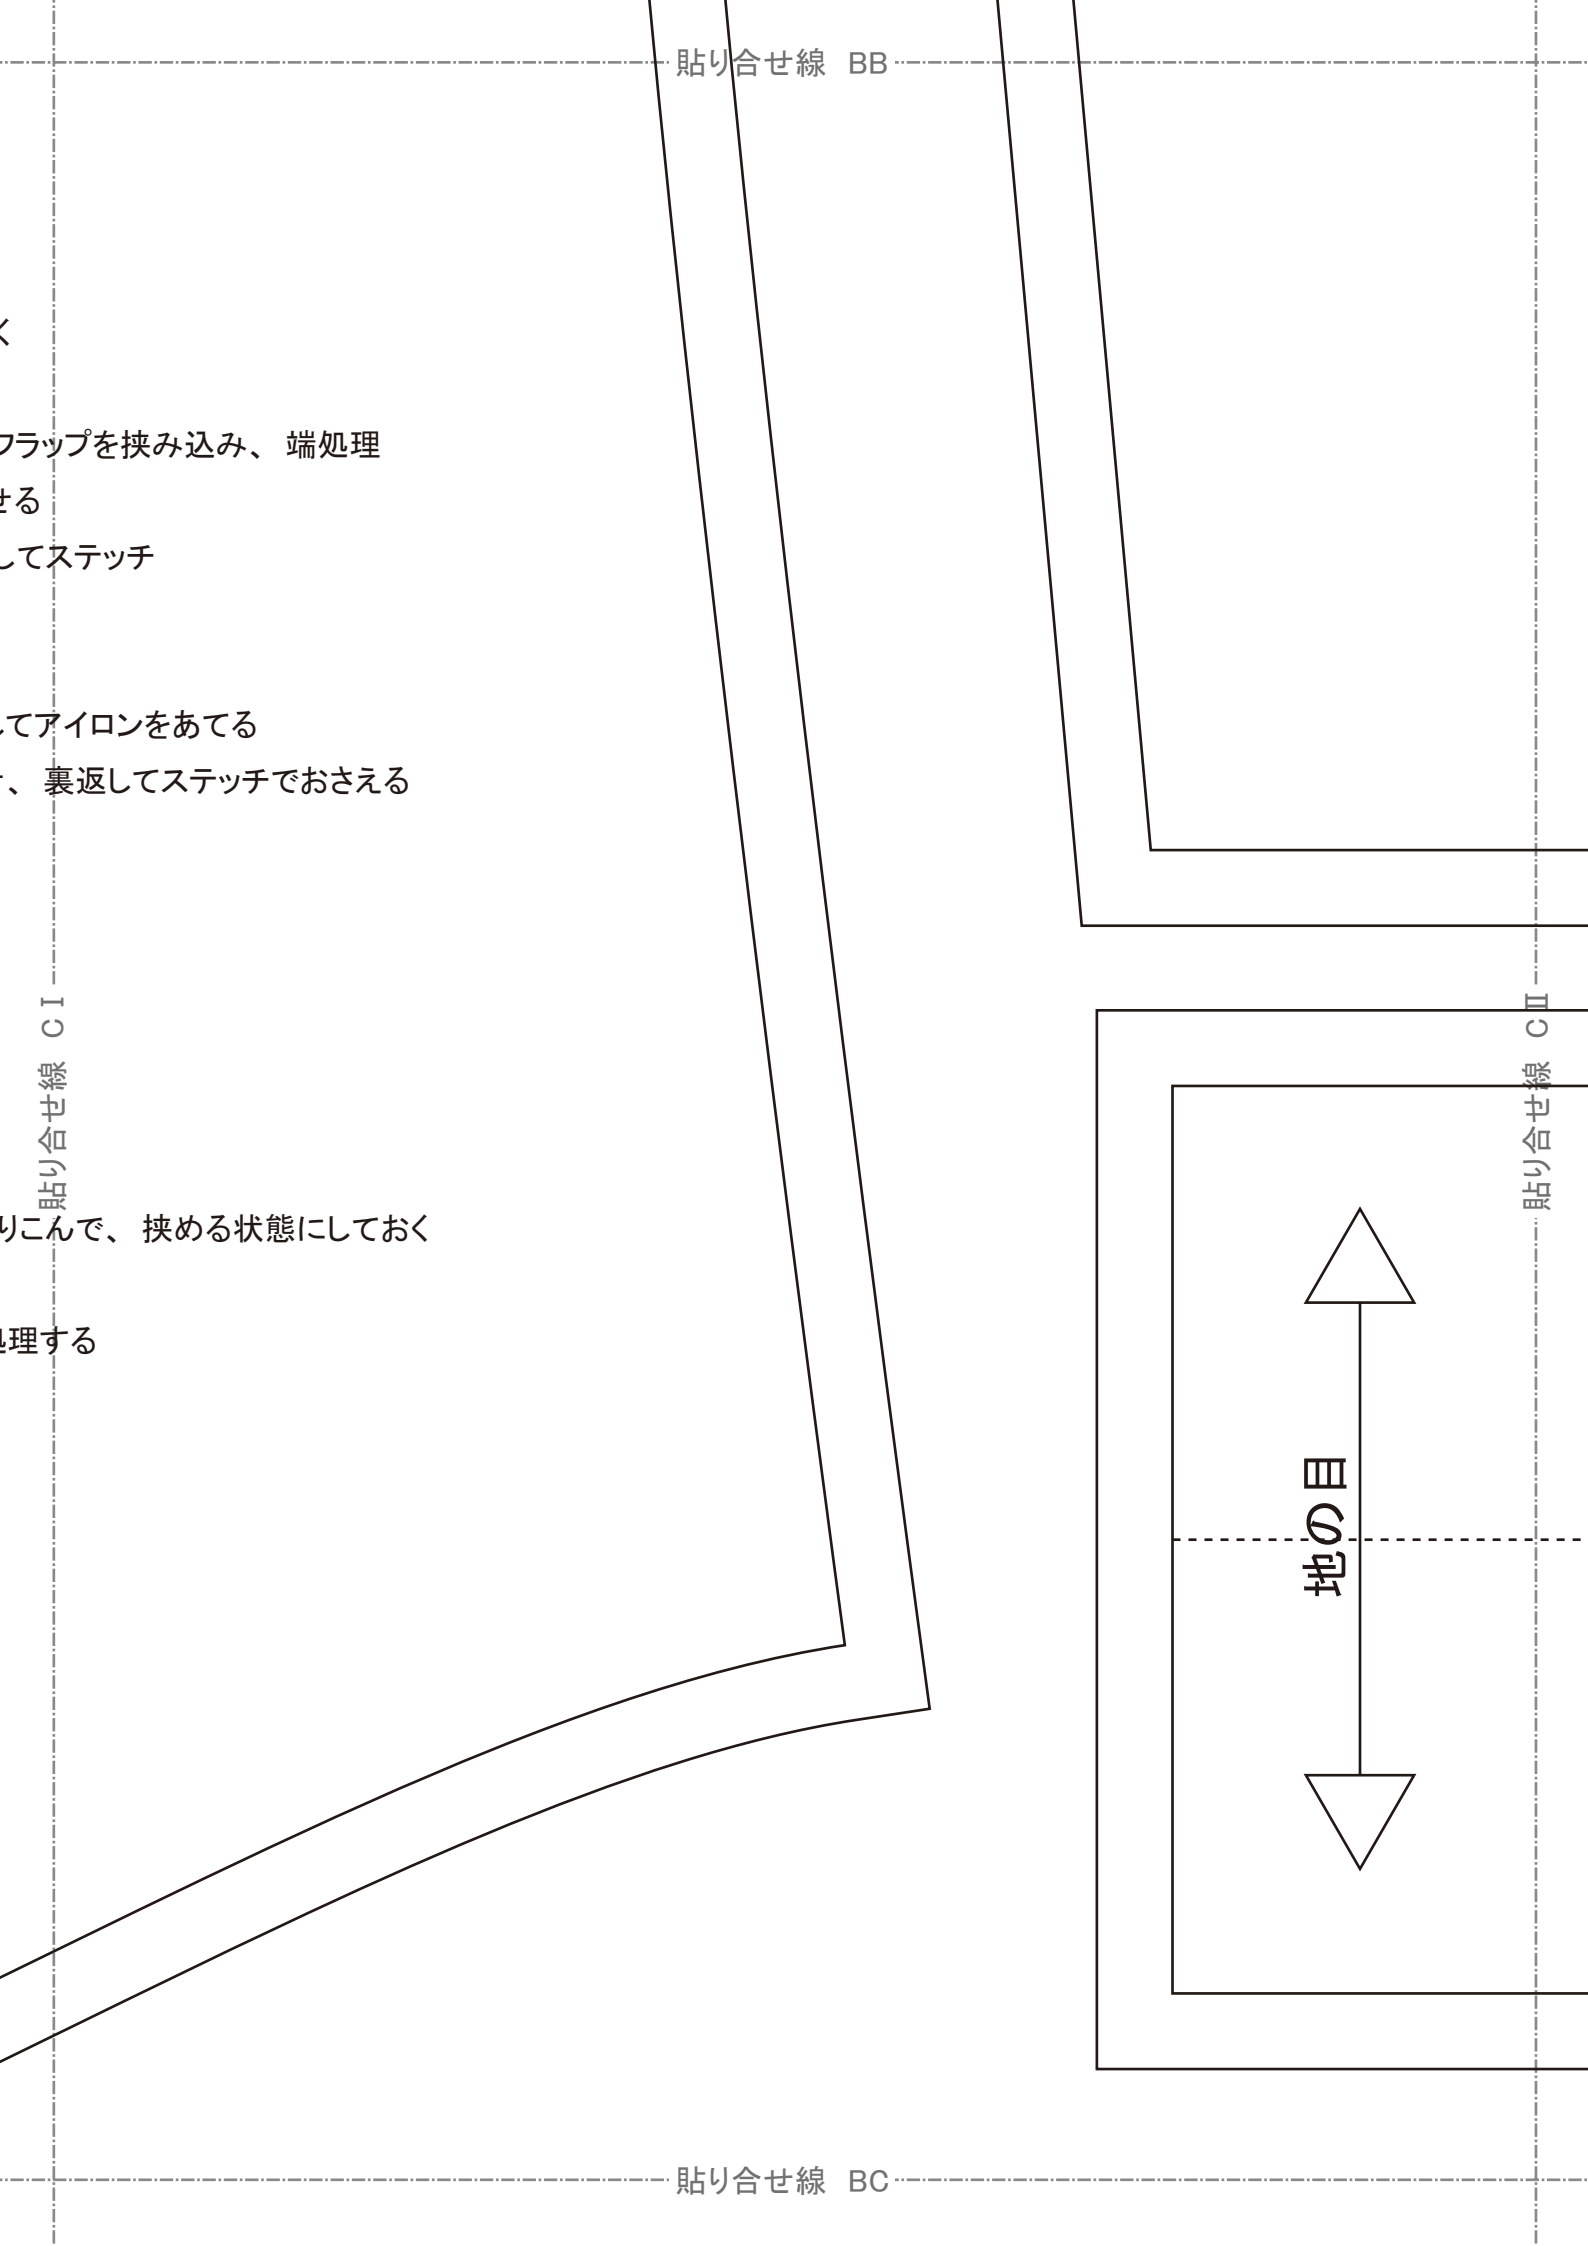 貼り合せ線 BB
く
フラップを挟み込み、端処理
せる
してステッチ
してアイロンをあてる
、裏返してステッチでおさえる
貼り合せ線 CⅠ
貼り合せ線 CⅡ
りこんで、挟める状態にしておく
処理する
地の目
貼り合せ線 BC